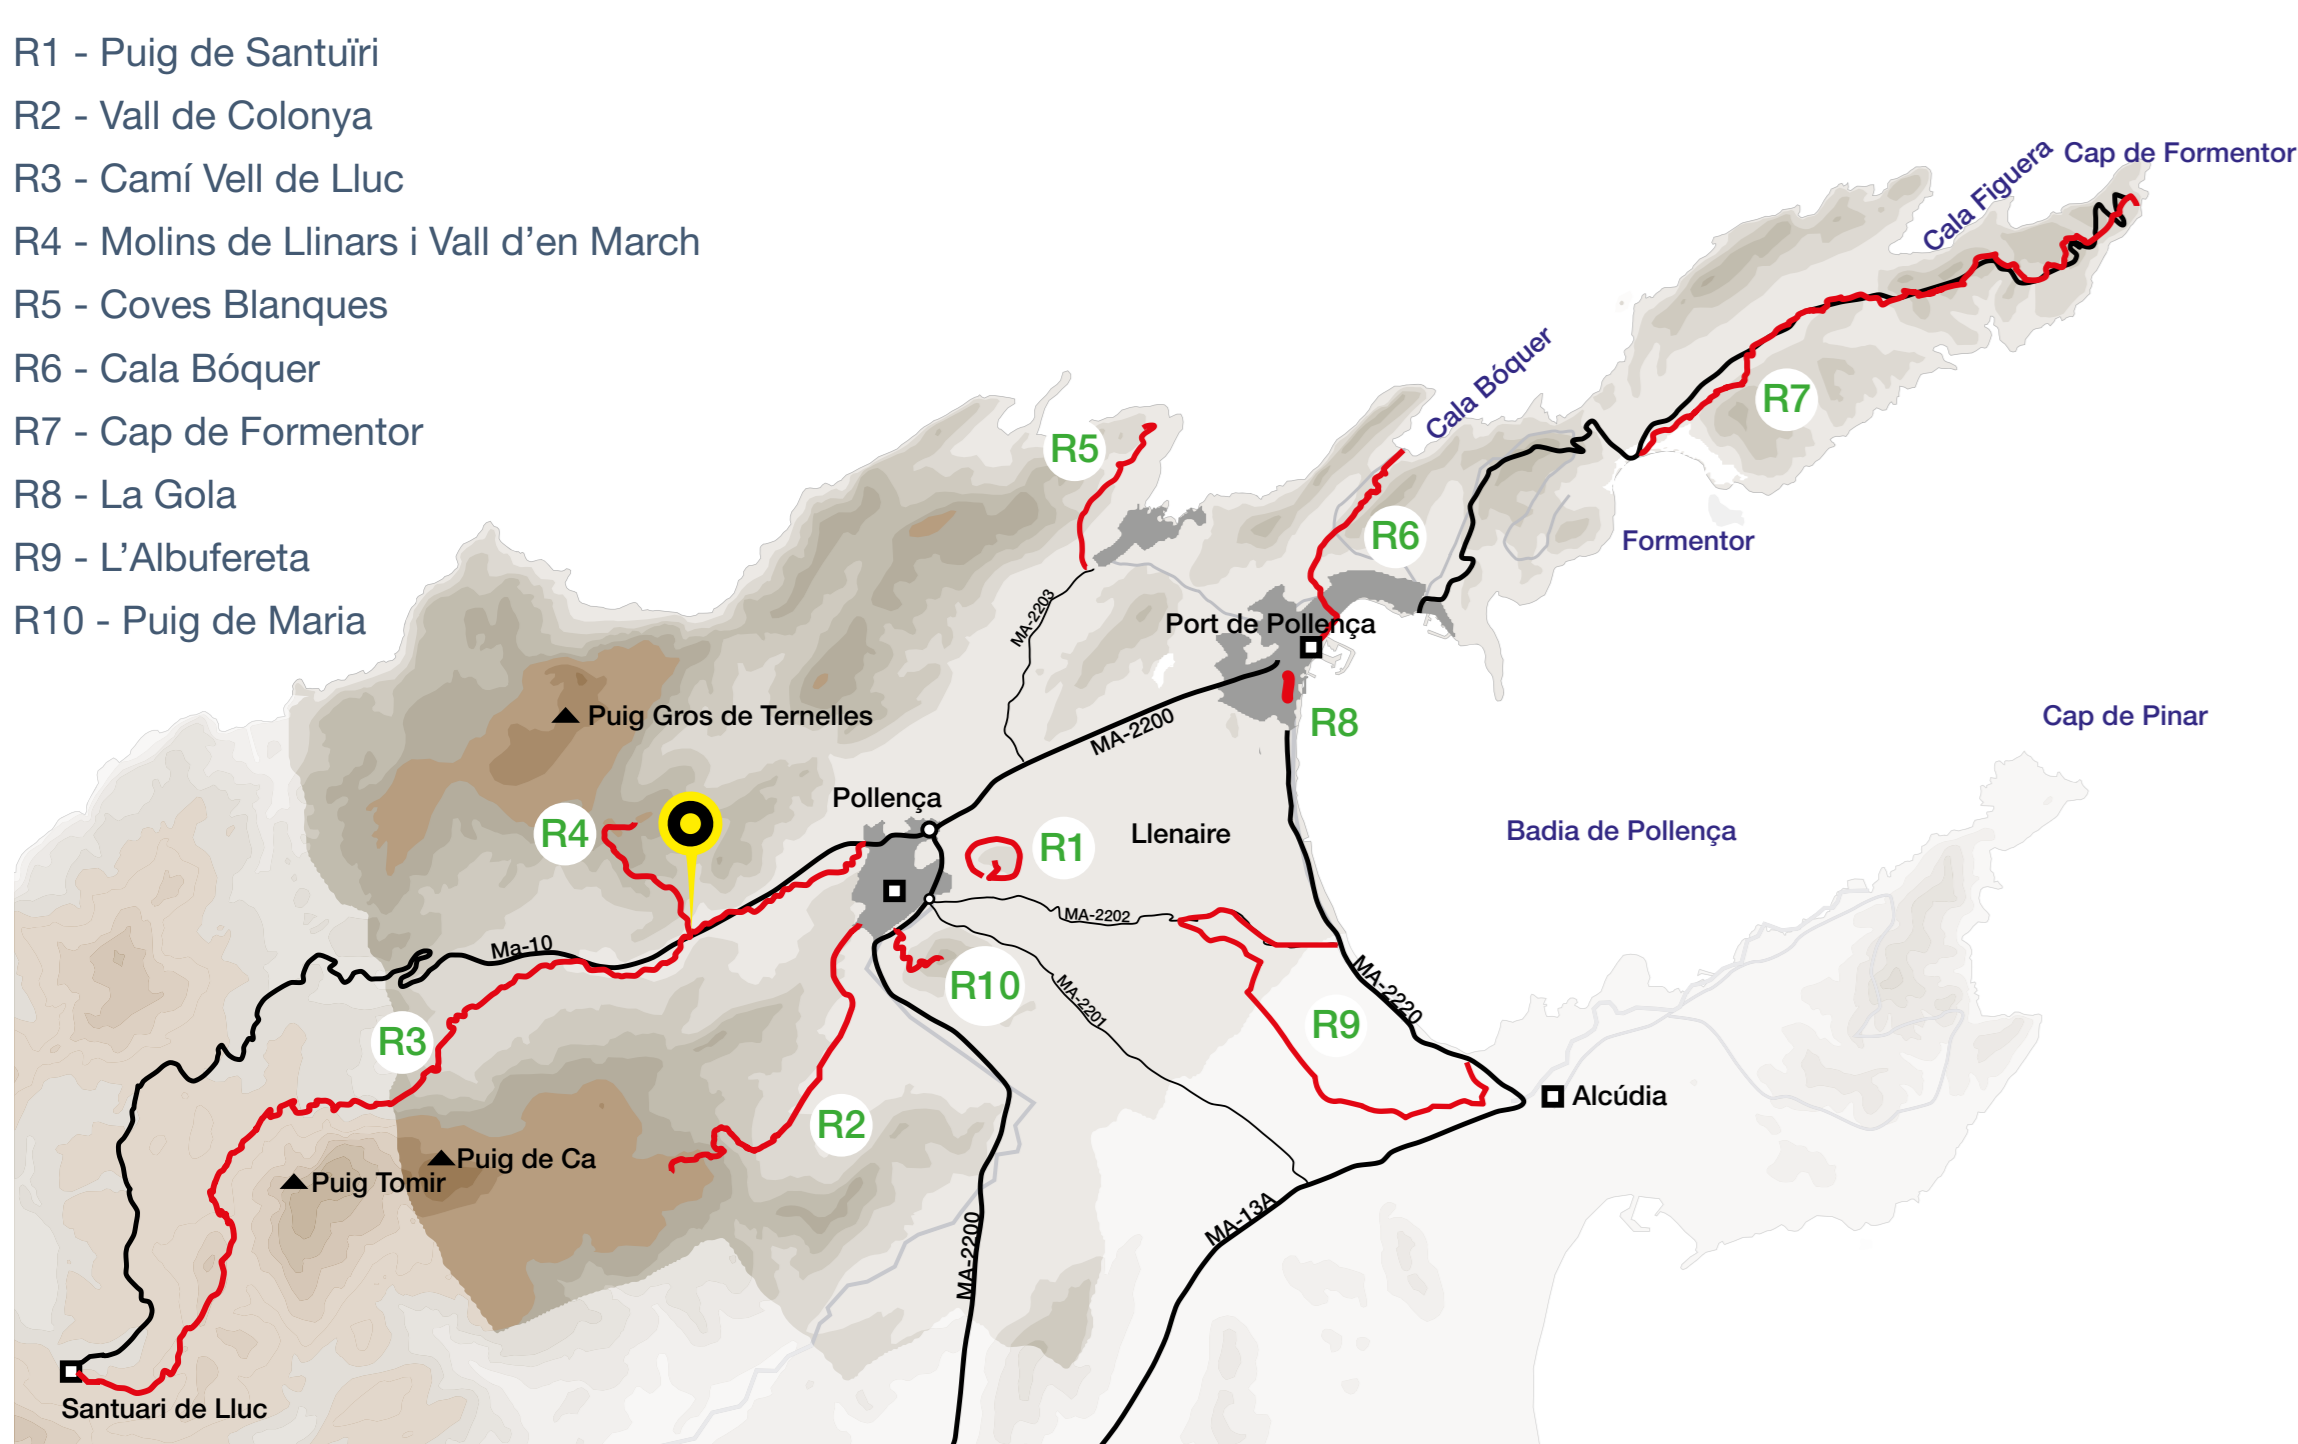 R1 - Puig de Santuïri
R2 - Vall de Colonya
R3 - Camí Vell de Lluc
R4 - Molins de Llinars i Vall d’en March
R5 - Coves Blanques
R6 - Cala Bóquer
R7 - Cap de Formentor
R8 - La Gola
R9 - L’Albufereta
R10 - Puig de Maria
Cap de Formentor
Cala Figuera
Cala Bóquer
R7
R5
R6
Formentor
MA-2203
Port de Pollença
Puig Gros de Ternelles
MA-2200
R8
Cap de Pinar
Pollença
R4
R1
Llenaire
Badia de Pollença
MA-2202
Ma-10
R10
MA-2201
MA-2220
R3
R9
Alcúdia
R2
Puig de Ca
Puig Tomir
MA-2200
MA-13A
Santuari de Lluc